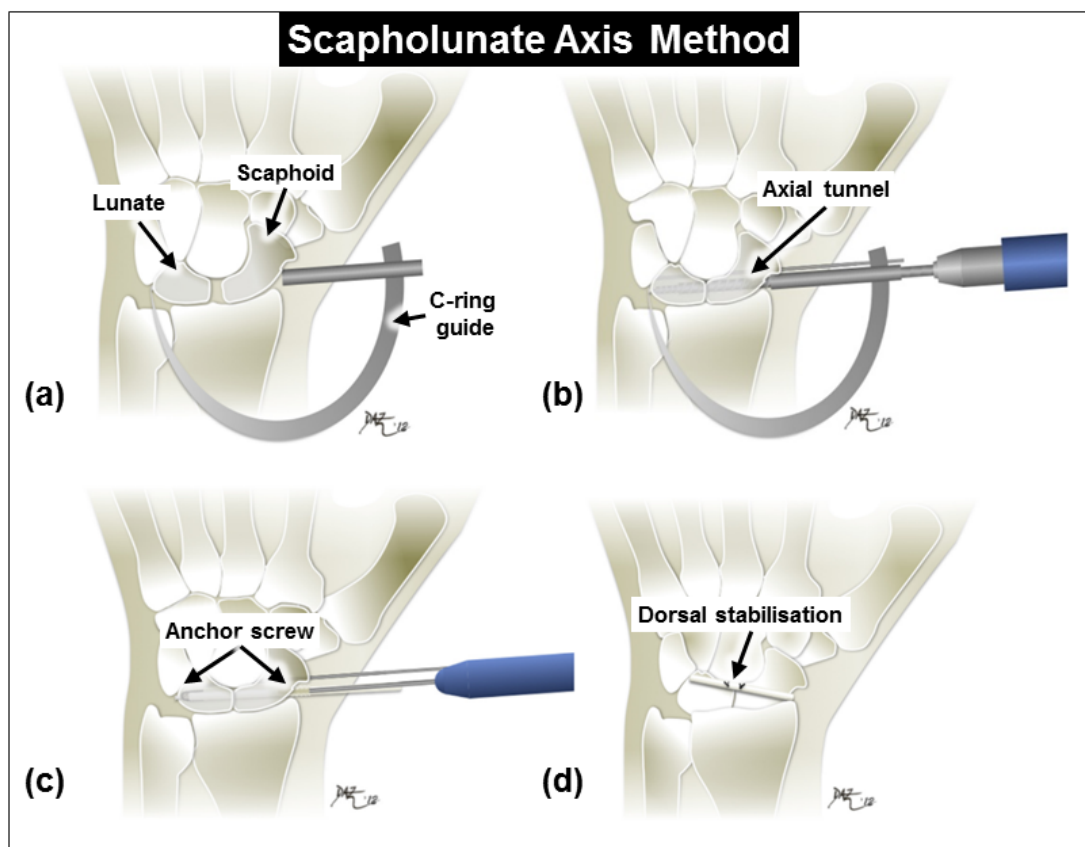 Scapholunate Axis Method
Scaphoid
Lunate
C-ring
guide
(a)
Axial tunnel
(b)
Anchor screw
(c)
Dorsal stabilisation
(d)